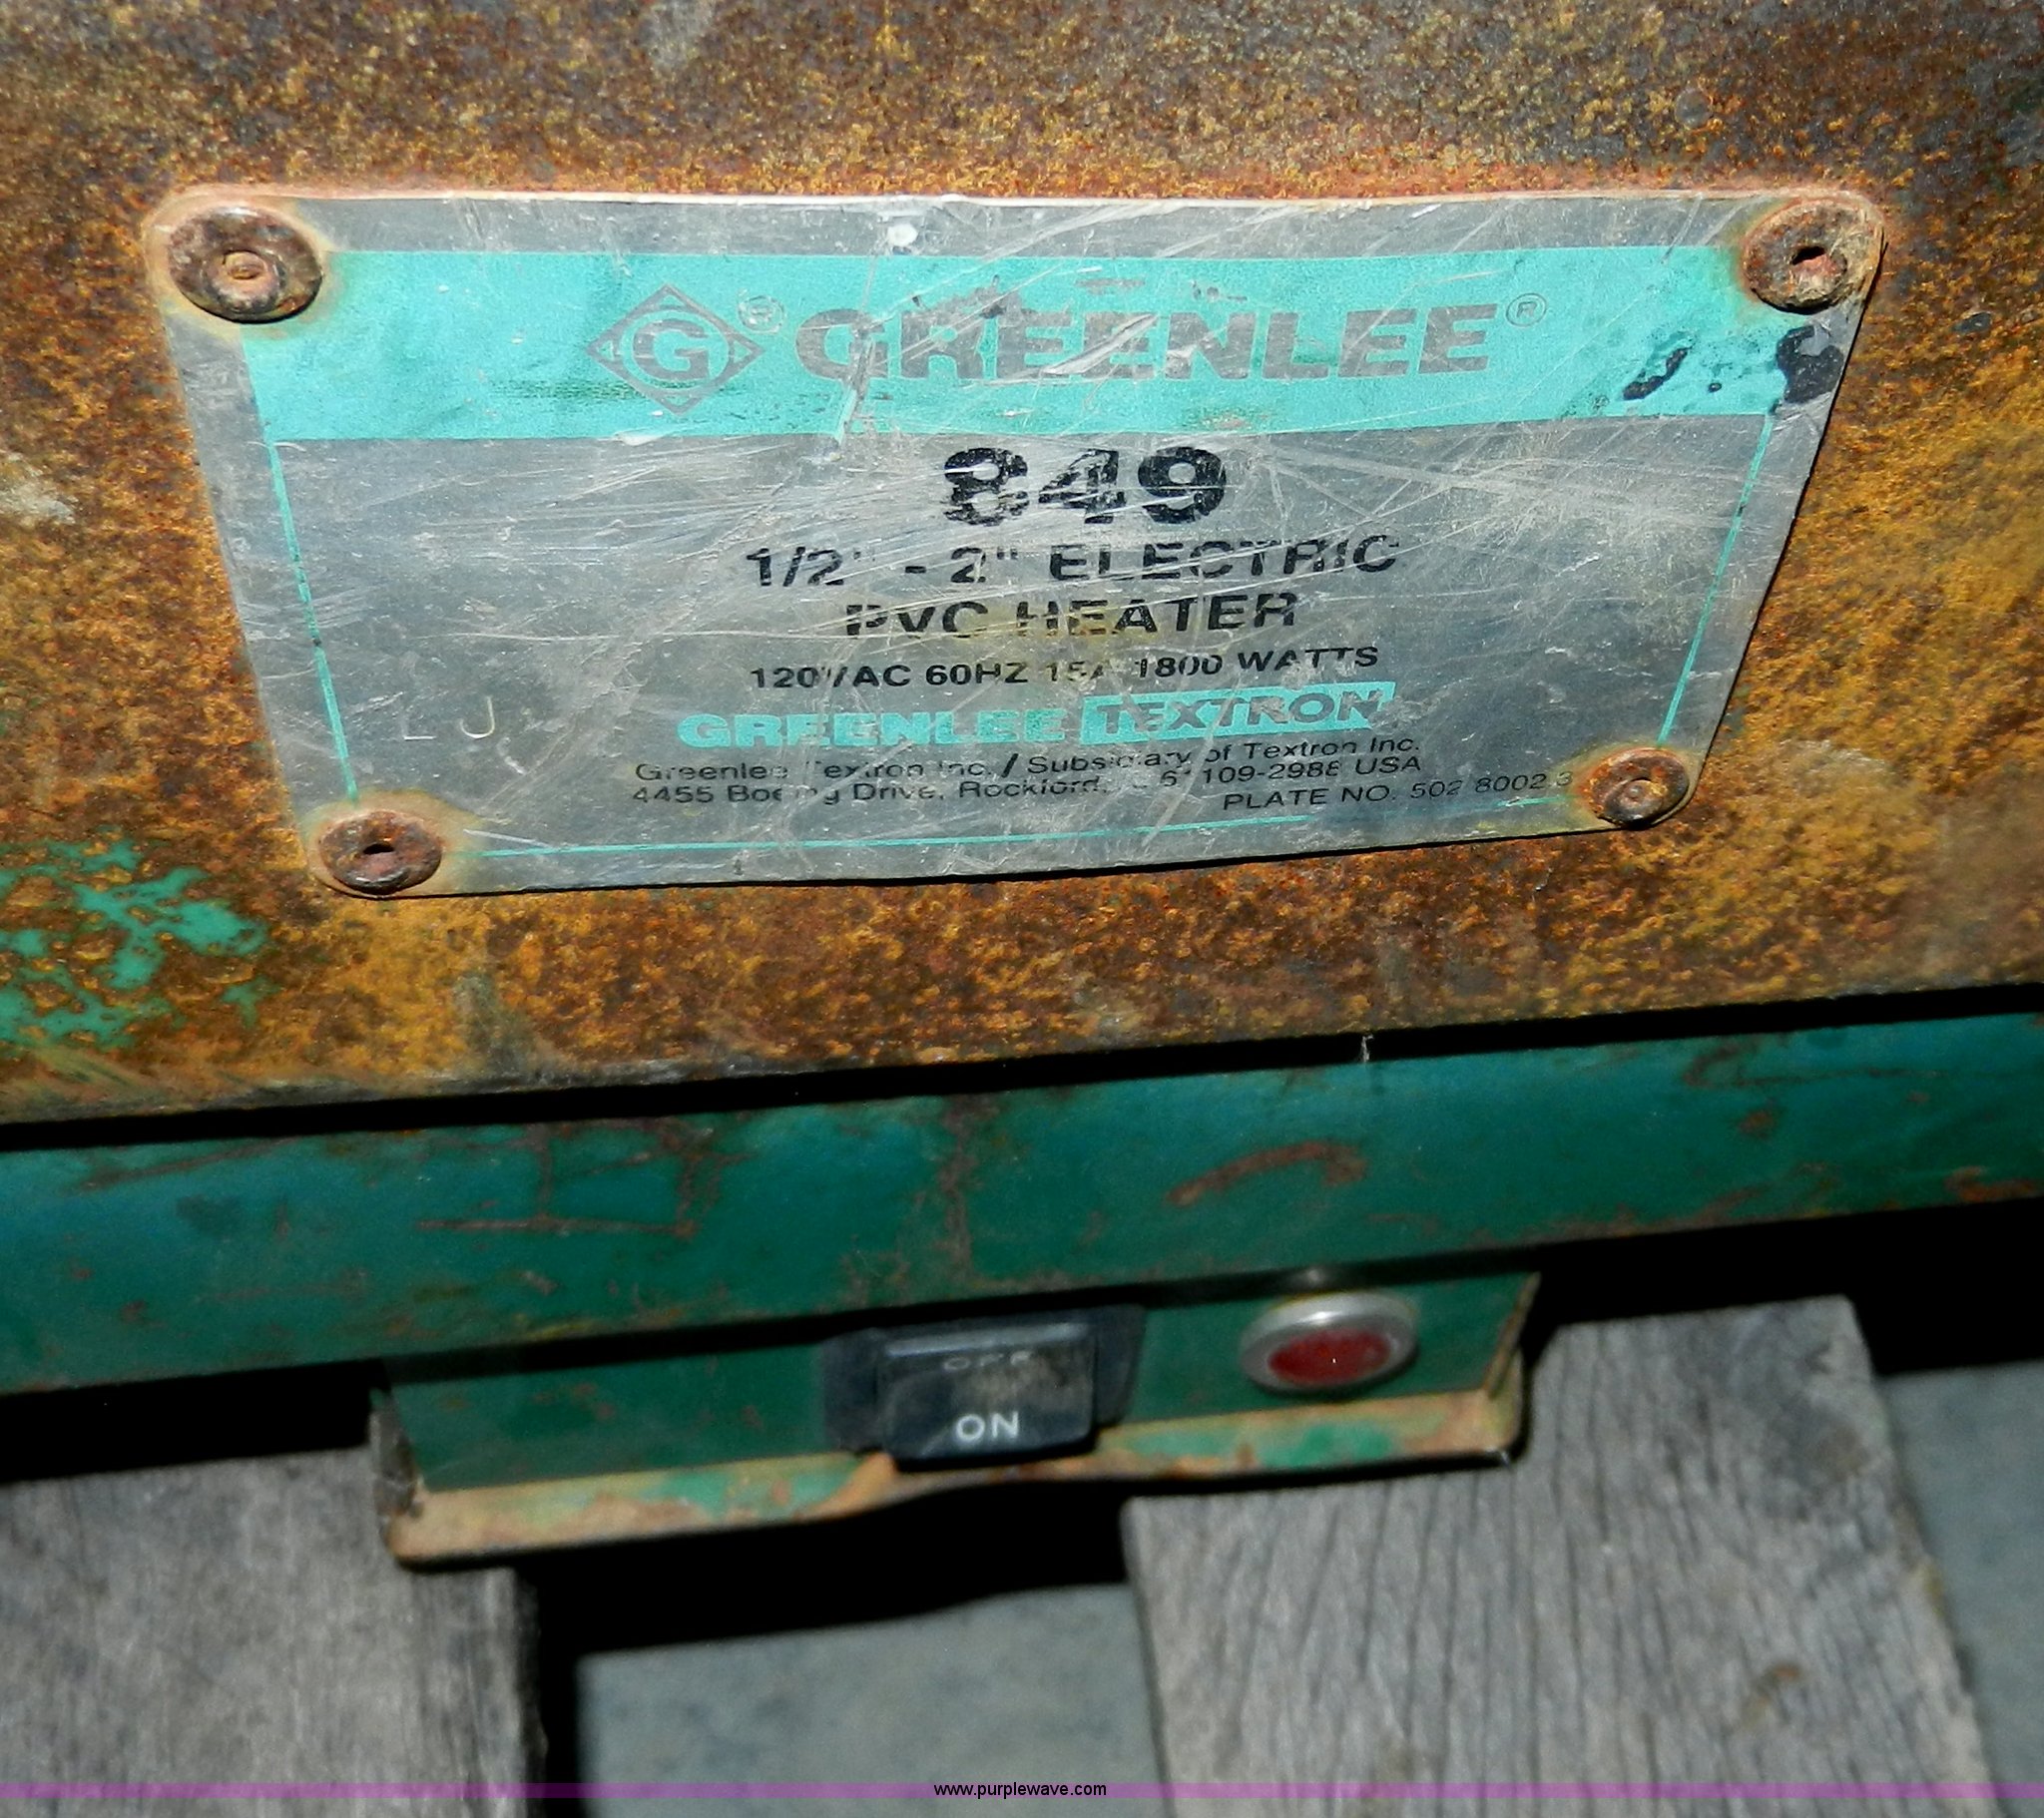 G® GREENLEE®
849
1/2" - 2" ELECTRIC
PVC HEATER
120V AC 60HZ 15A 1800 WATTS
GREENLEE TEXTRON
LJ
Greenlee Textron Inc. / Subsidiary of Textron Inc.
4455 Boeing Drive, Rockford, 61109-2988 USA
PLATE NO. 502 8002 3
OFF
ON
www.purplewave.com